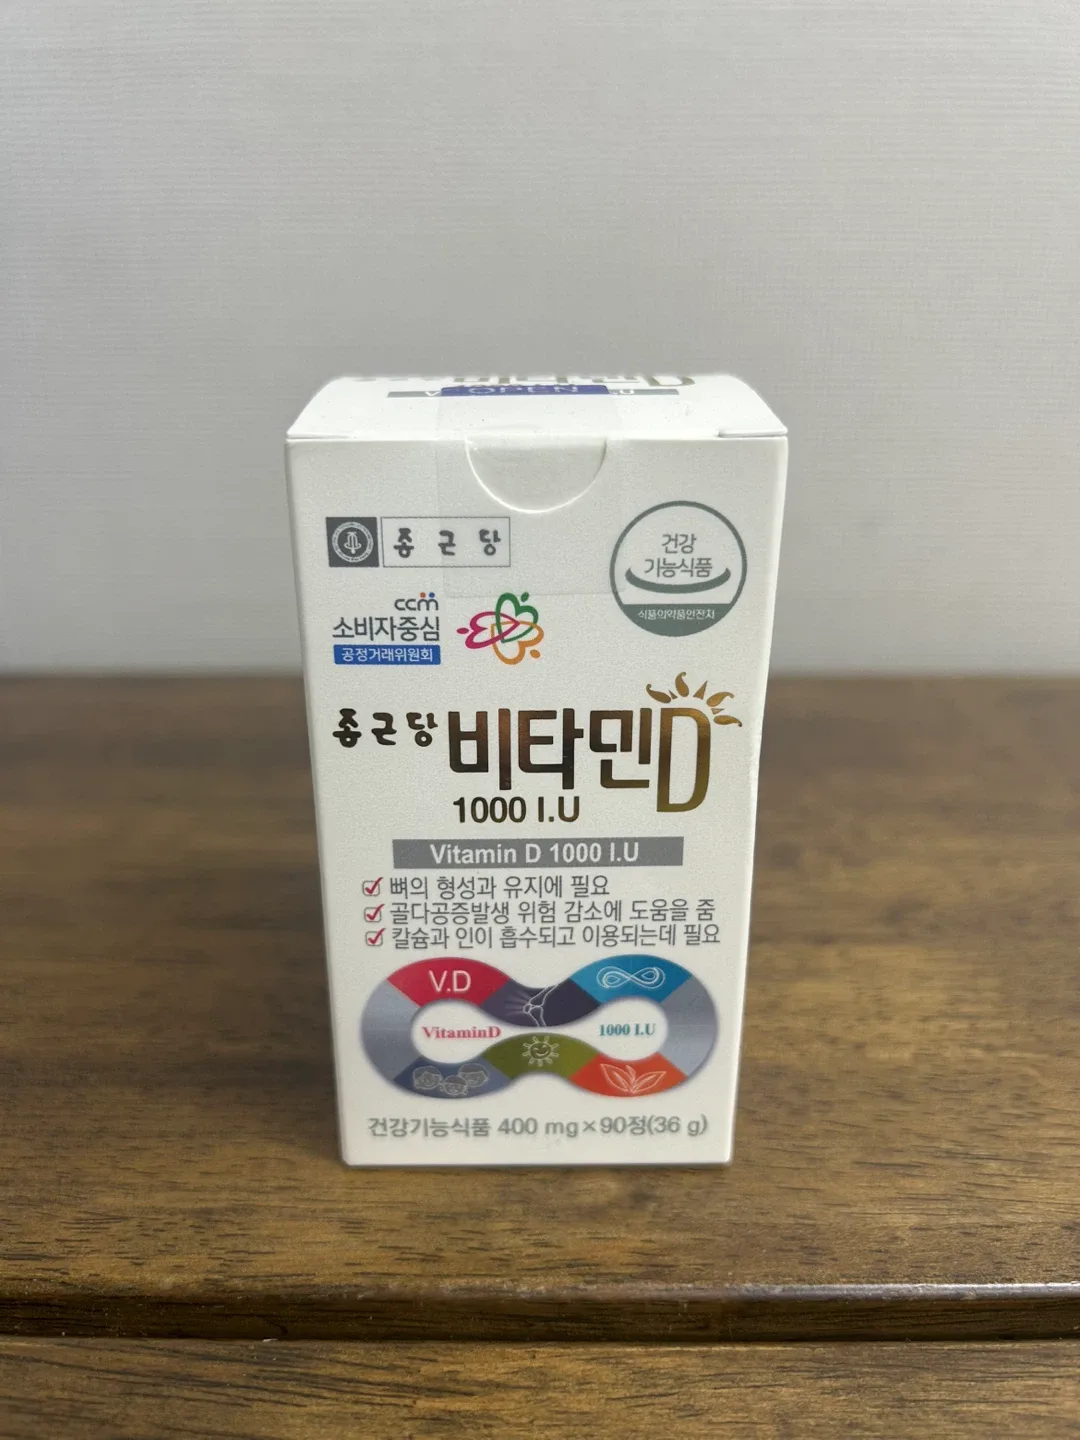 종근당
건강
기능식품
식품의약품안전처
ccm
소비자중심
공정거래위원회
종근당 비타민D
1000 I.U
Vitamin D 1000 I.U
뼈의 형성과 유지에 필요
골다공증발생 위험 감소에 도움을 줌
칼슘과 인이 흡수되고 이용되는데 필요
V.D
VitaminD
1000 I.U
건강기능식품 400 mg×90정(36 g)